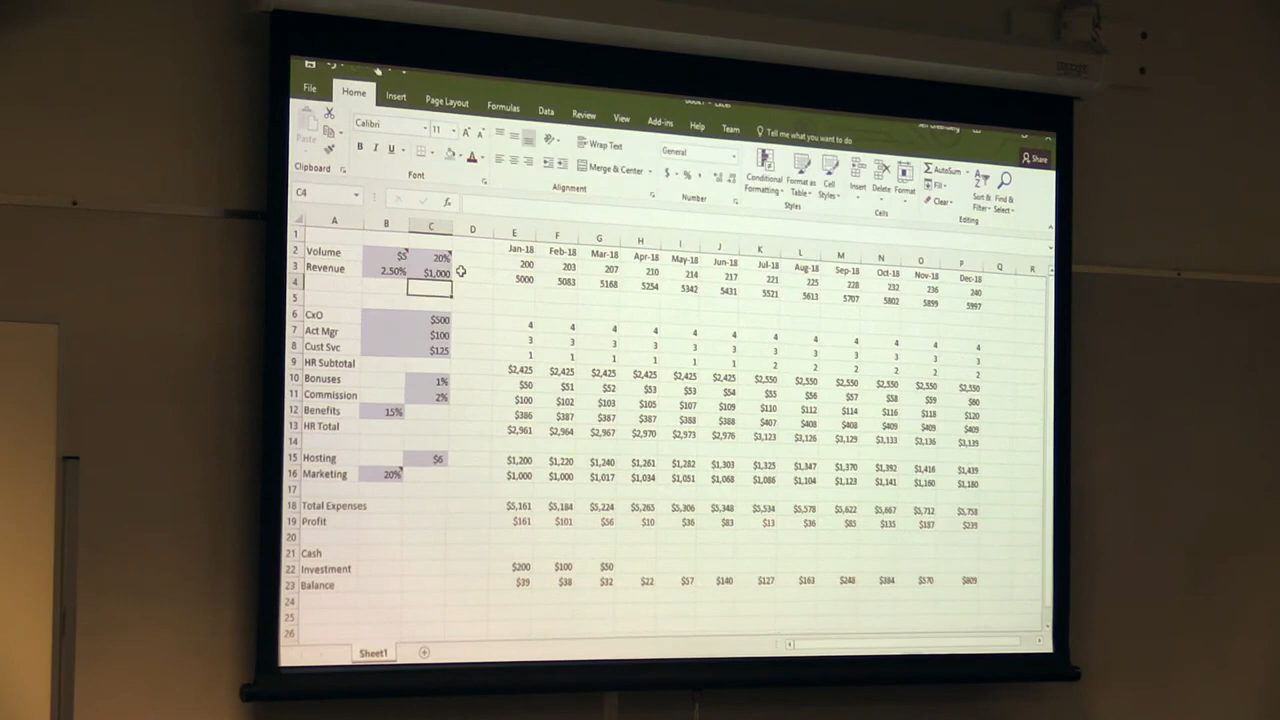 Book1 - Excel
File Home Insert Page Layout Formulas Data Review View Add-ins Help Team Tell me what you want to do
Share
Paste
Calibri 11
B I U
Wrap Text
Merge & Center
General
$ % ,
Conditional Formatting
Format as Table
Cell Styles
Insert Delete Format
AutoSum
Fill
Clear
Sort & Filter
Find & Select
Clipboard Font Alignment Number Styles Cells Editing
C4 fx
A B C D E F G H I J K L M N O P Q R
1 Jan-18 Feb-18 Mar-18 Apr-18 May-18 Jun-18 Jul-18 Aug-18 Sep-18 Oct-18 Nov-18 Dec-18
2 Volume $5 20% 200 203 207 210 214 217 221 225 228 232 236 240
3 Revenue 2.50% $1,000 5000 5083 5168 5254 5342 5431 5521 5613 5707 5802 5899 5997
4
5
6 CxO $500 4 4 4 4 4 4 4 4 4 4 4 4
7 Act Mgr $100 3 3 3 3 3 3 3 3 3 3 3 3
8 Cust Svc $125 1 1 1 1 1 1 2 2 2 2 2 2
9 HR Subtotal $2,425 $2,425 $2,425 $2,425 $2,425 $2,425 $2,550 $2,550 $2,550 $2,550 $2,550 $2,550
10 Bonuses 1% $50 $51 $52 $53 $53 $54 $55 $56 $57 $58 $59 $60
11 Commission 2% $100 $102 $103 $105 $107 $109 $110 $112 $114 $116 $118 $120
12 Benefits 15% $386 $387 $387 $387 $388 $388 $407 $408 $408 $409 $409 $409
13 HR Total $2,961 $2,964 $2,967 $2,970 $2,973 $2,976 $3,123 $3,126 $3,129 $3,133 $3,136 $3,139
14
15 Hosting $6 $1,200 $1,220 $1,240 $1,261 $1,282 $1,303 $1,325 $1,347 $1,370 $1,392 $1,416 $1,439
16 Marketing 20% $1,000 $1,000 $1,017 $1,034 $1,051 $1,068 $1,086 $1,104 $1,123 $1,141 $1,160 $1,180
17
18 Total Expenses $5,161 $5,184 $5,224 $5,265 $5,306 $5,348 $5,534 $5,578 $5,622 $5,667 $5,712 $5,758
19 Profit $161 $101 $56 $10 $36 $83 $13 $36 $85 $135 $187 $239
20
21 Cash
22 Investment $200 $100 $50
23 Balance $39 $38 $32 $22 $57 $140 $127 $163 $248 $384 $570 $809
24
25
26
Sheet1